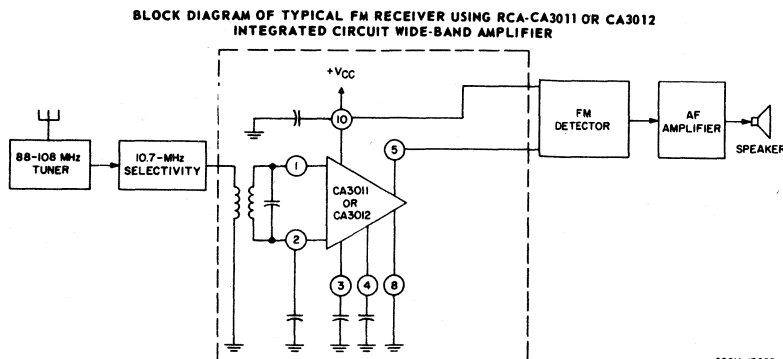 BLOCK DIAGRAM OF TYPICAL FM RECEIVER USING RCA-CA3011 OR CA3012
INTEGRATED CIRCUIT WIDE-BAND AMPLIFIER
+VCC
10
FM
DETECTOR
AF
AMPLIFIER
SPEAKER
5
88-108 MHz
TUNER
10.7-MHz
SELECTIVITY
1
CA3011
OR
CA3012
2
3
4
8